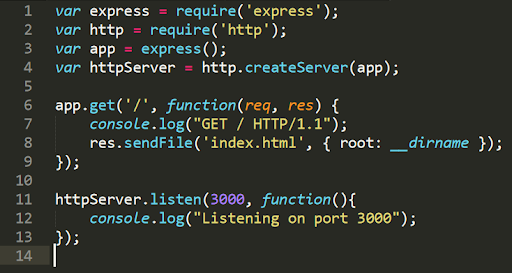 1 var express = require('express');
2 var http = require('http');
3 var app = express();
4 var httpServer = http.createServer(app);
5
6 app.get('/', function(req, res) {
7     console.log("GET / HTTP/1.1");
8     res.sendFile('index.html', { root: __dirname });
9 });
10
11 httpServer.listen(3000, function(){
12     console.log("Listening on port 3000");
13 });
14